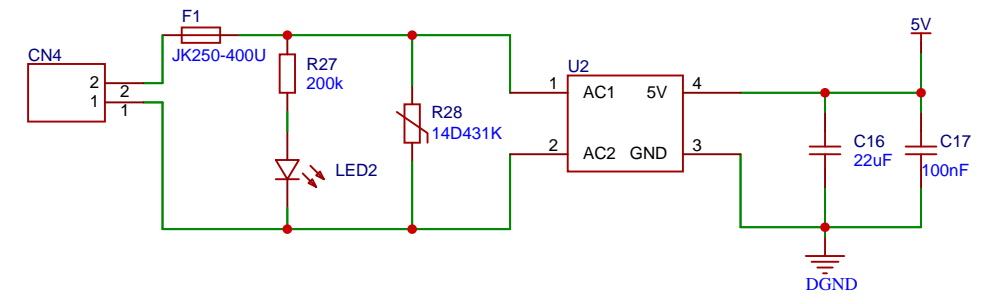 F1
5V
JK250-400U
CN4
R27
200k
U2
2
2
1
1
1
AC1
5V
4
R28
14D431K
C16
22uF
C17
100nF
2
AC2
GND
3
LED2
DGND